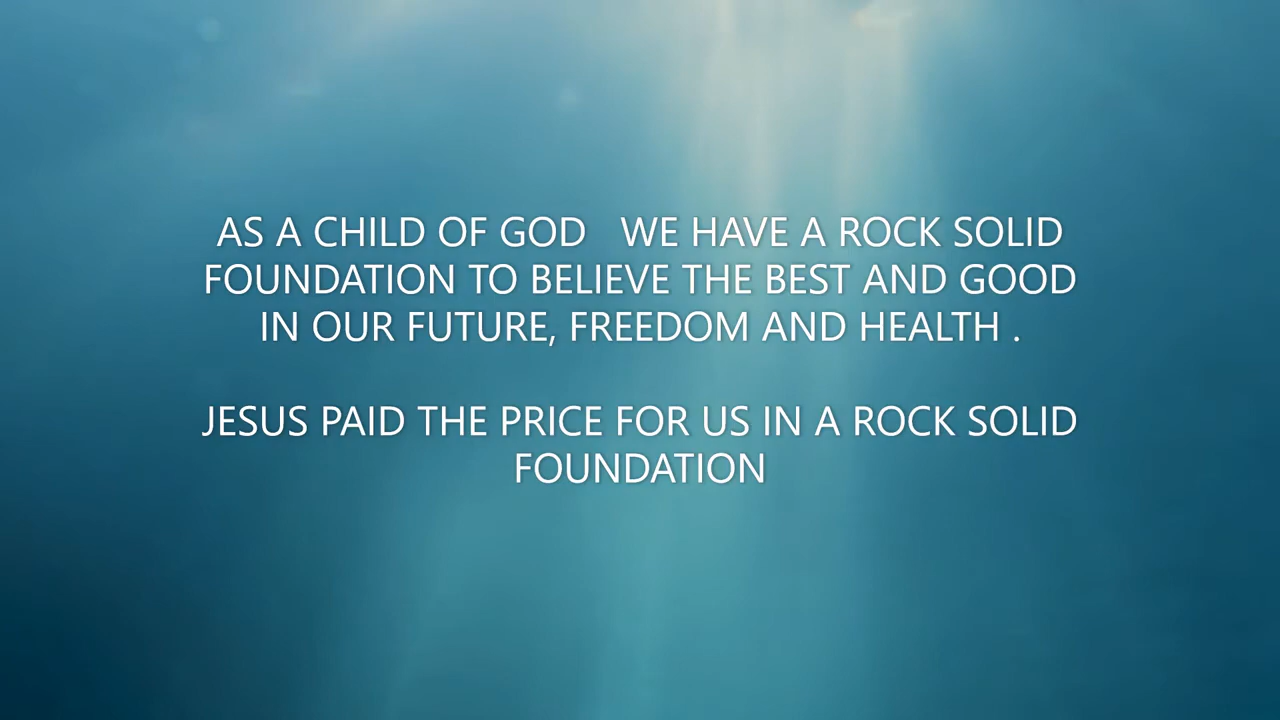 AS A CHILD OF GOD   WE HAVE A ROCK SOLID
FOUNDATION TO BELIEVE THE BEST AND GOOD
IN OUR FUTURE, FREEDOM AND HEALTH .
JESUS PAID THE PRICE FOR US IN A ROCK SOLID
FOUNDATION